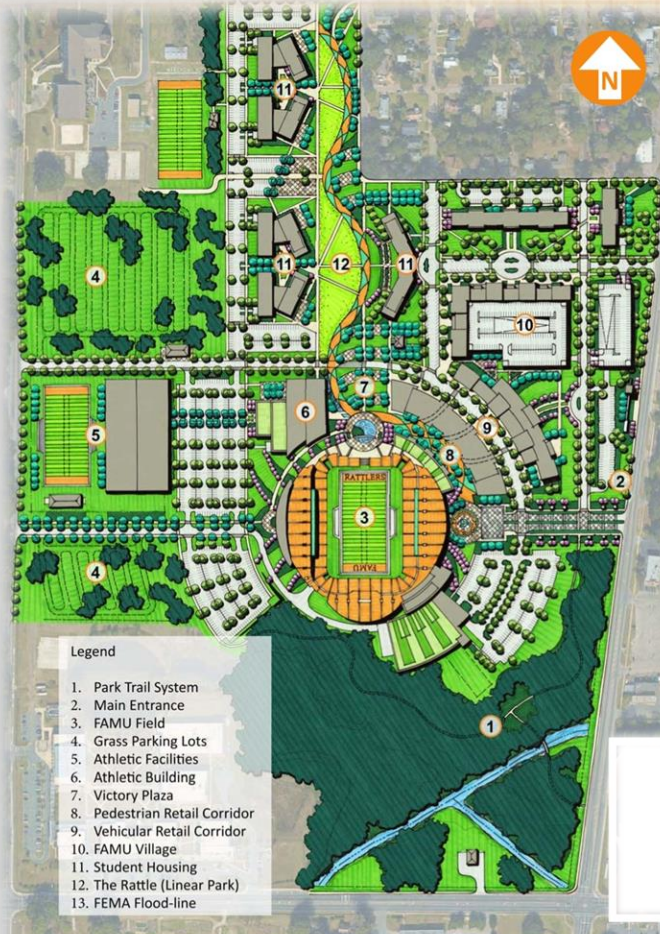 N
11
4
11
12
11
10
7
6
9
5
8
2
RATTLERS
3
FAMU
4
1
Legend
1. Park Trail System
2. Main Entrance
3. FAMU Field
4. Grass Parking Lots
5. Athletic Facilities
6. Athletic Building
7. Victory Plaza
8. Pedestrian Retail Corridor
9. Vehicular Retail Corridor
10. FAMU Village
11. Student Housing
12. The Rattle (Linear Park)
13. FEMA Flood-line